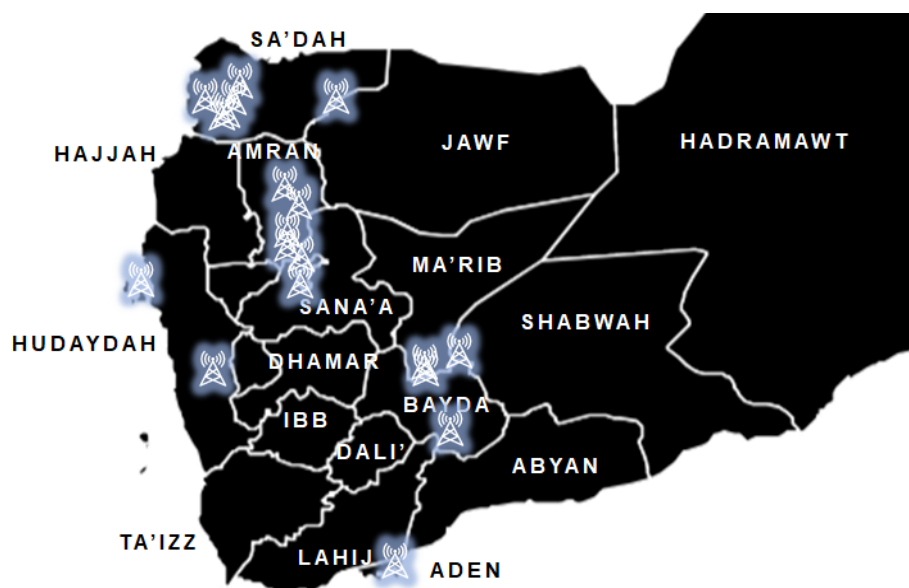 SA'DAH
HAJJAH
AMRAN
JAWF
HADRAMAWT
MA'RIB
SANA'A
SHABWAH
HUDAYDAH
DHAMAR
BAYDA
IBB
DALI'
ABYAN
TA'IZZ
LAHIJ
ADEN